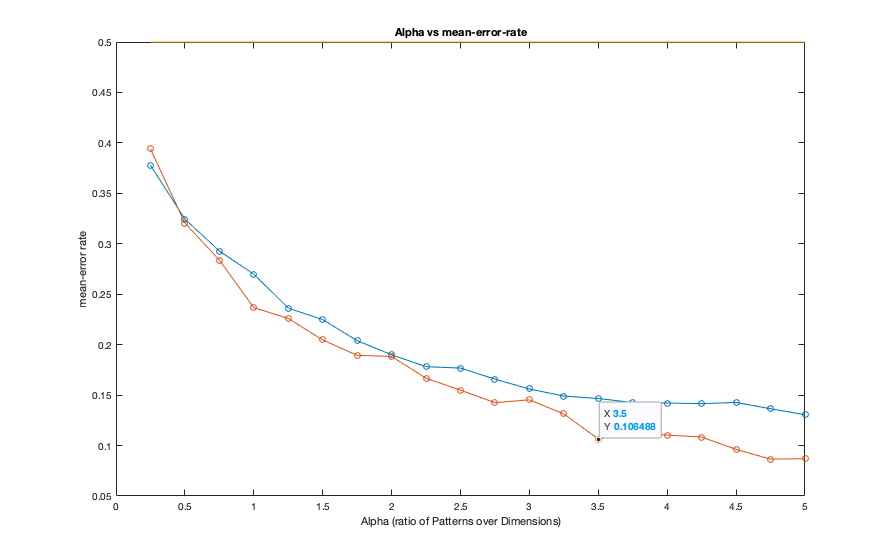 Alpha vs mean-error-rate
0.5
0.45
0.4
0.35
0.3
0.25
0.2
0.15
0.1
0.05
mean-error rate
X 3.5
Y 0.106488
0 0.5 1 1.5 2 2.5 3 3.5 4 4.5 5
Alpha (ratio of Patterns over Dimensions)